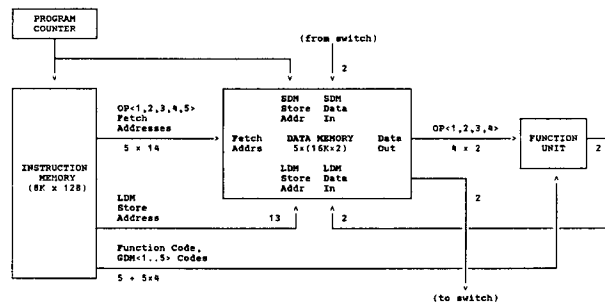 PROGRAM
COUNTER
(from switch)
2
OP<1,2,3,4,5>
Fetch
Addresses
5 x 14
SDM SDM
Store Data
Addr In
Fetch DATA MEMORY Data
Addrs 5x(16Kx2) Out
LDM LDM
Store Data
Addr In
OP<1,2,3,4>
4 x 2
FUNCTION
UNIT
2
INSTRUCTION
MEMORY
(8K x 128)
LDM
Store
Address
13
2
2
Function Code,
GDM<1..5> Codes
5 + 5x4
(to switch)